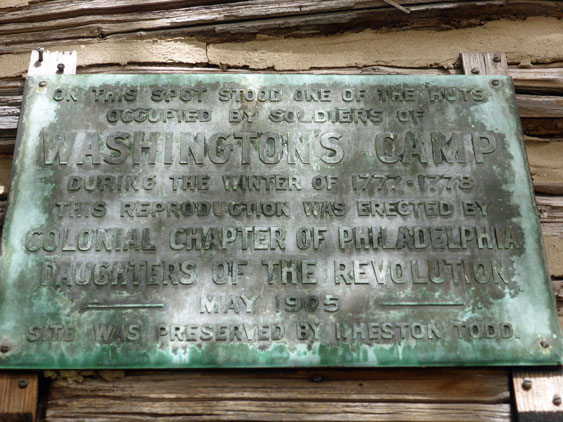 ON THIS SPOT STOOD ONE OF THE HUTS
OCCUPIED BY SOLDIERS OF
WASHINGTON'S CAMP
DURING THE WINTER OF 1777-1778
THIS REPRODUCTION WAS ERECTED BY
COLONIAL CHAPTER OF PHILADELPHIA
DAUGHTERS OF THE REVOLUTION
MAY 1905
SITE WAS PRESERVED BY I. HESTON TODD.